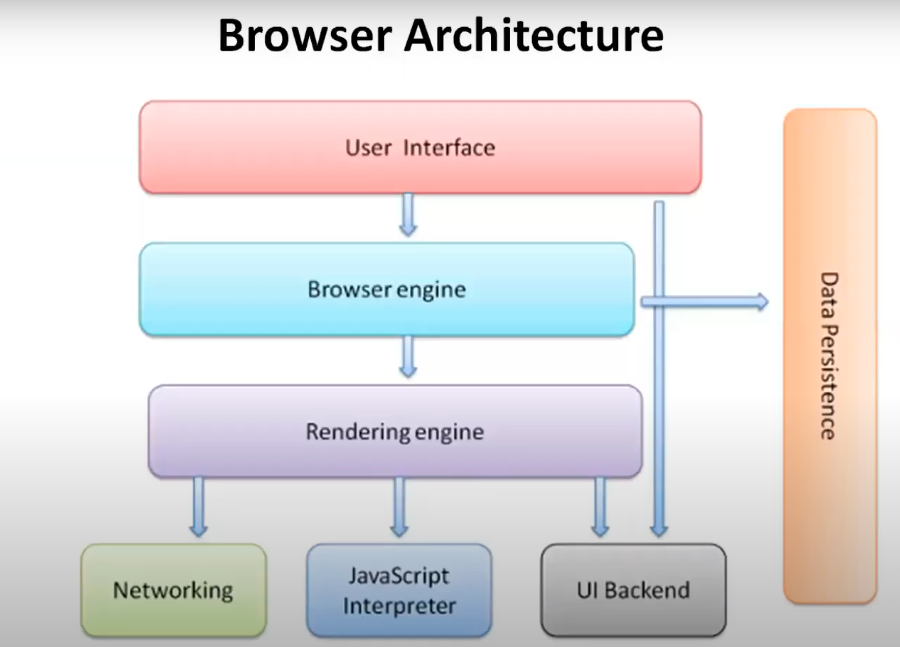 Browser Architecture
User Interface
Browser engine
Data Persistence
Rendering engine
Networking
JavaScript
Interpreter
UI Backend